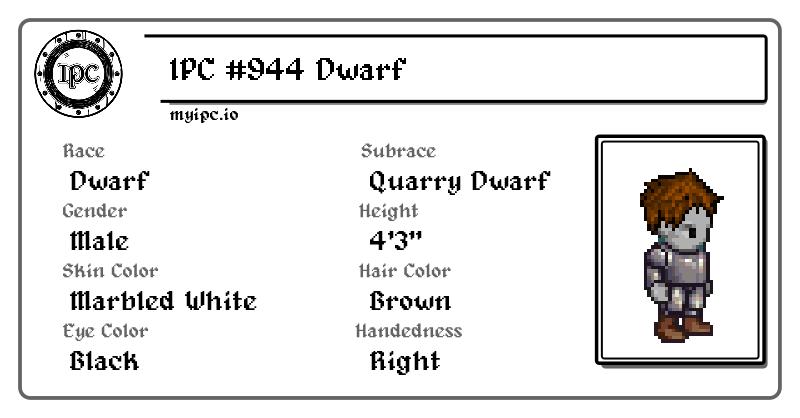 IPC
IPC #944 Dwarf
myipc.io
Race
Dwarf
Subrace
Quarry Dwarf
Gender
Male
Height
4'3"
Skin Color
Marbled White
Hair Color
Brown
Eye Color
Black
Handedness
Right